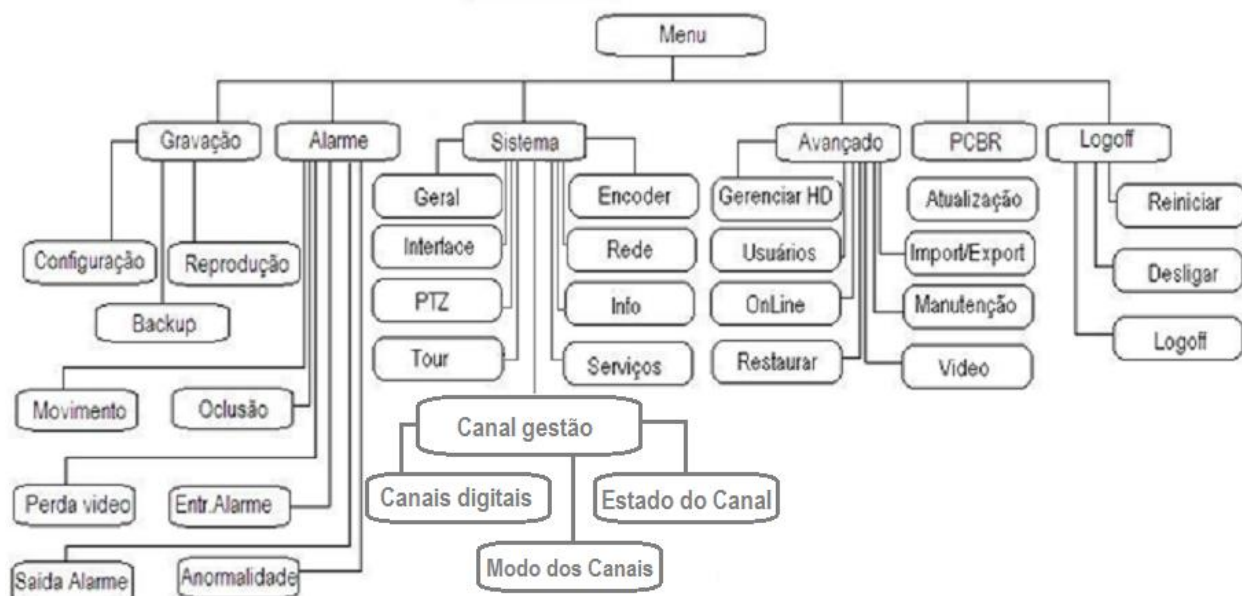 Menu
Gravação
Alarme
Sistema
Avançado
PCBR
Logoff
Configuração
Reprodução
Backup
Movimento
Oclusão
Perda video
Entr.Alarme
Saida Alarme
Anormalidade
Geral
Encoder
Interface
Rede
PTZ
Info
Tour
Serviços
Canal gestão
Canais digitais
Estado do Canal
Modo dos Canais
Gerenciar HD
Atualização
Usuários
Import/Export
OnLine
Manutenção
Restaurar
Video
Reiniciar
Desligar
Logoff